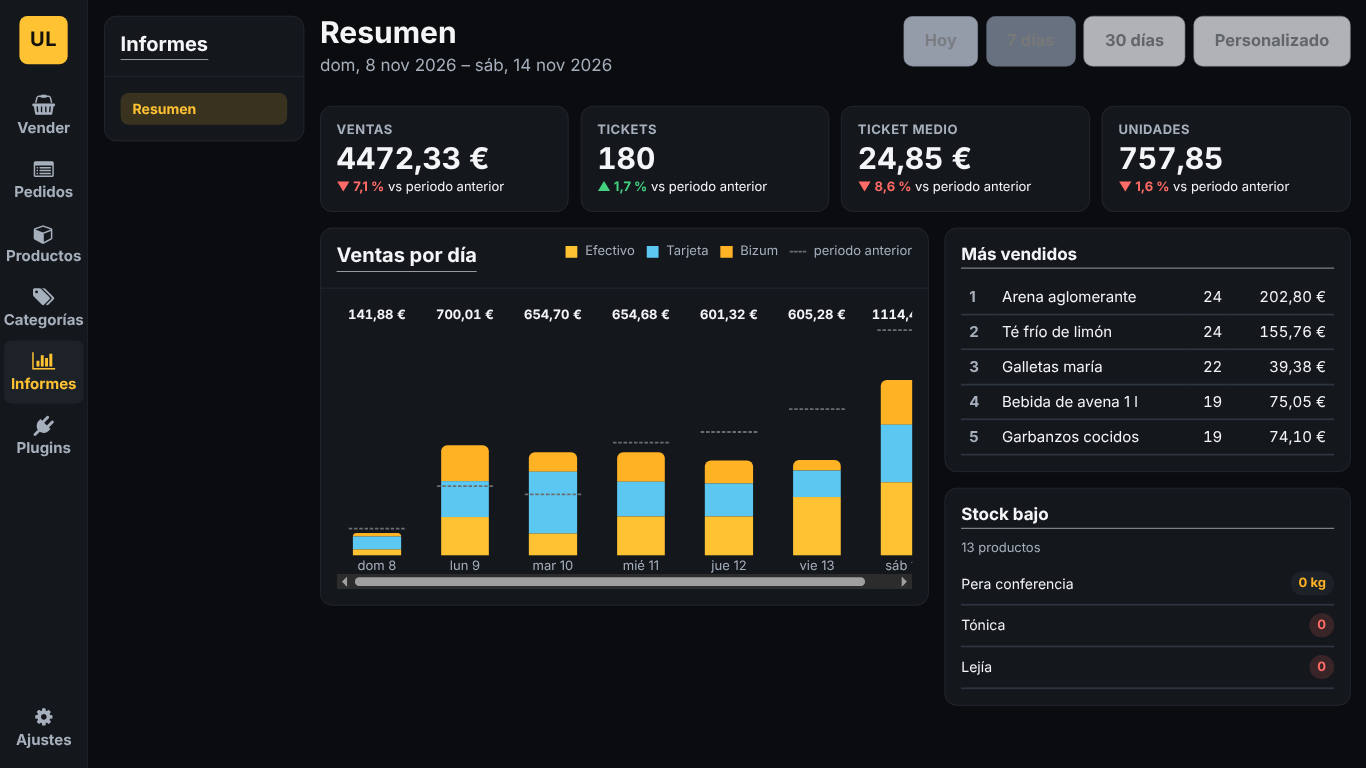 UL
Vender
Pedidos
Productos
Categorías
Informes
Plugins
Ajustes
Informes
Resumen
Resumen
dom, 8 nov 2026 – sáb, 14 nov 2026
Hoy
7 días
30 días
Personalizado
VENTAS
4472,33 €
▼ 7,1 % vs periodo anterior
TICKETS
180
▲ 1,7 % vs periodo anterior
TICKET MEDIO
24,85 €
▼ 8,6 % vs periodo anterior
UNIDADES
757,85
▼ 1,6 % vs periodo anterior
Ventas por día
Efectivo Tarjeta Bizum periodo anterior
141,88 € 700,01 € 654,70 € 654,68 € 601,32 € 605,28 € 1114,4
dom 8 lun 9 mar 10 mié 11 jue 12 vie 13 sáb
Más vendidos
1 Arena aglomerante 24 202,80 €
2 Té frío de limón 24 155,76 €
3 Galletas maría 22 39,38 €
4 Bebida de avena 1 l 19 75,05 €
5 Garbanzos cocidos 19 74,10 €
Stock bajo
13 productos
Pera conferencia 0 kg
Tónica 0
Lejía 0